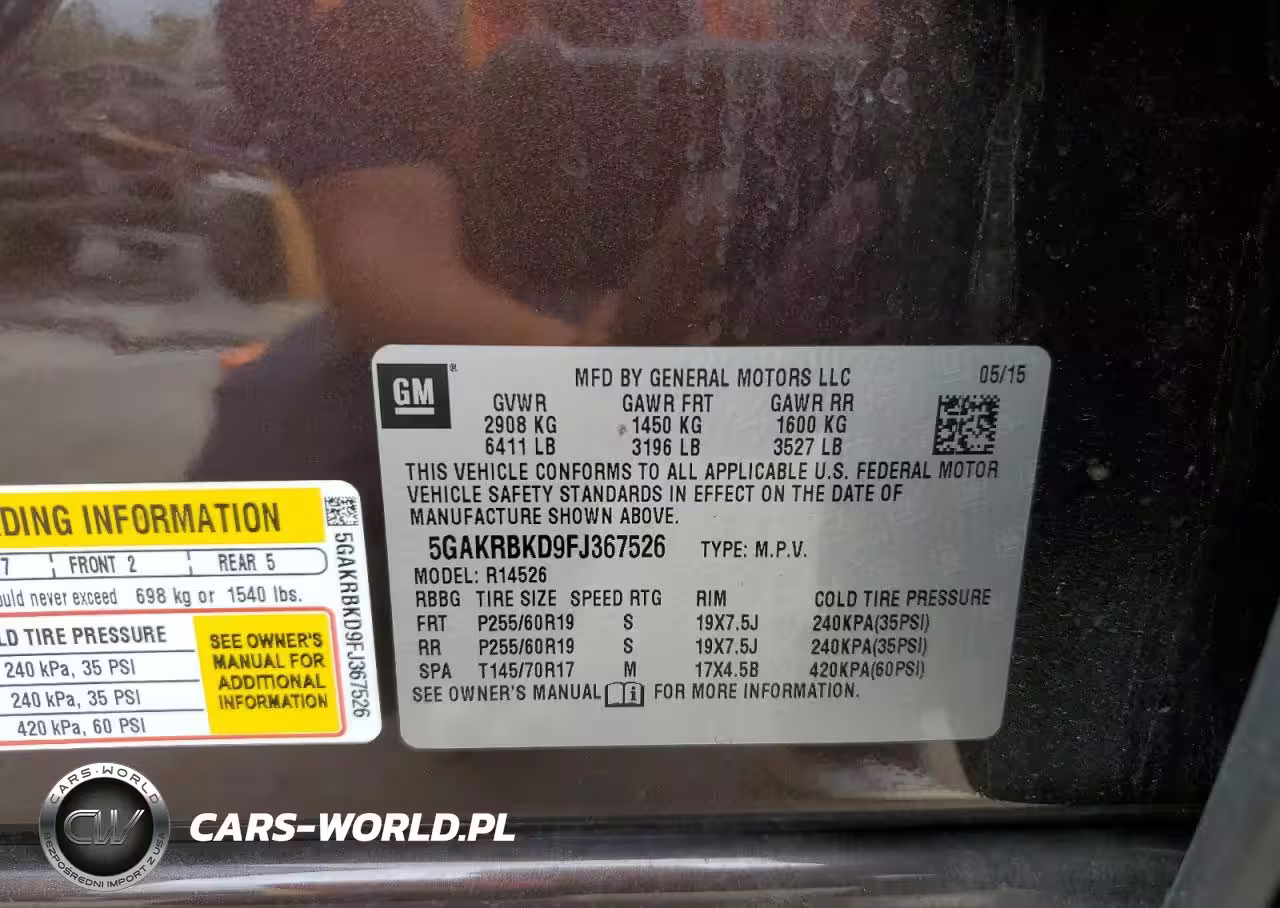 GM
®
MFD BY GENERAL MOTORS LLC
05/15
GVWR GAWR FRT GAWR RR
2908 KG 1450 KG 1600 KG
6411 LB 3196 LB 3527 LB
THIS VEHICLE CONFORMS TO ALL APPLICABLE U.S. FEDERAL MOTOR
VEHICLE SAFETY STANDARDS IN EFFECT ON THE DATE OF
MANUFACTURE SHOWN ABOVE.
5GAKRBKD9FJ367526 TYPE: M.P.V.
MODEL: R14526
RBBG TIRE SIZE SPEED RTG RIM COLD TIRE PRESSURE
FRT P255/60R19 S 19X7.5J 240KPA(35PSI)
RR P255/60R19 S 19X7.5J 240KPA(35PSI)
SPA T145/70R17 M 17X4.5B 420KPA(60PSI)
SEE OWNER'S MANUAL i FOR MORE INFORMATION.
DING INFORMATION
7 FRONT 2 REAR 5
ould never exceed 698 kg or 1540 lbs.
LD TIRE PRESSURE
240 kPa, 35 PSI
240 kPa, 35 PSI
420 kPa, 60 PSI
SEE OWNER'S
MANUAL FOR
ADDITIONAL
INFORMATION
5GAKRBKD9FJ367526
CARS-WORLD
CW
BEZPOŚREDNI IMPORT Z USA
CARS-WORLD.PL